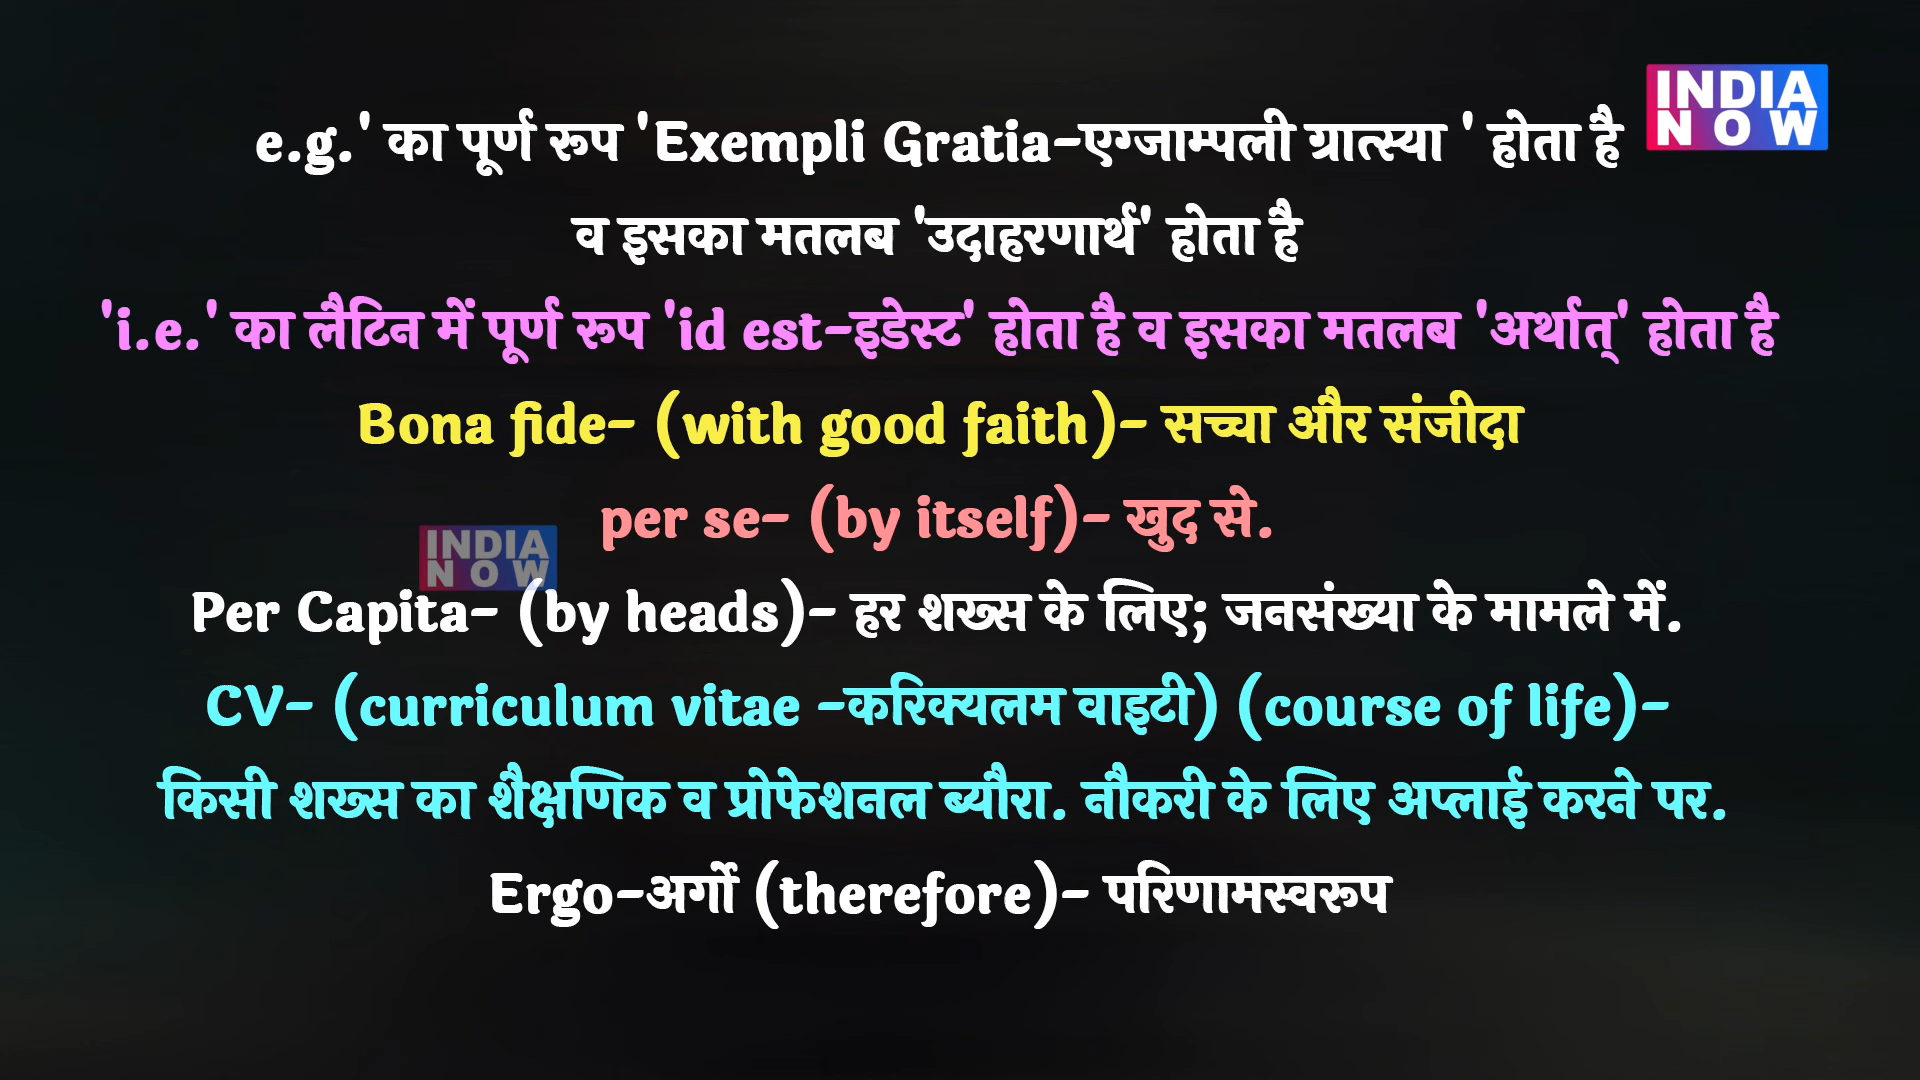 INDIA
NOW
e.g.' का पूर्ण रूप 'Exempli Gratia-एग्जाम्पली ग्रात्स्या ' होता है
व इसका मतलब 'उदाहरणार्थ' होता है
'i.e.' का लैटिन में पूर्ण रूप 'id est-इडेस्ट' होता है व इसका मतलब 'अर्थात्' होता है
Bona fide- (with good faith)- सच्चा और संजीदा
per se- (by itself)- खुद से.
INDIA
NOW
Per Capita- (by heads)- हर शख्स के लिए; जनसंख्या के मामले में.
CV- (curriculum vitae -करिक्यलम वाइटी) (course of life)-
किसी शख्स का शैक्षणिक व प्रोफेशनल ब्यौरा. नौकरी के लिए अप्लाई करने पर.
Ergo-अर्गो (therefore)- परिणामस्वरूप